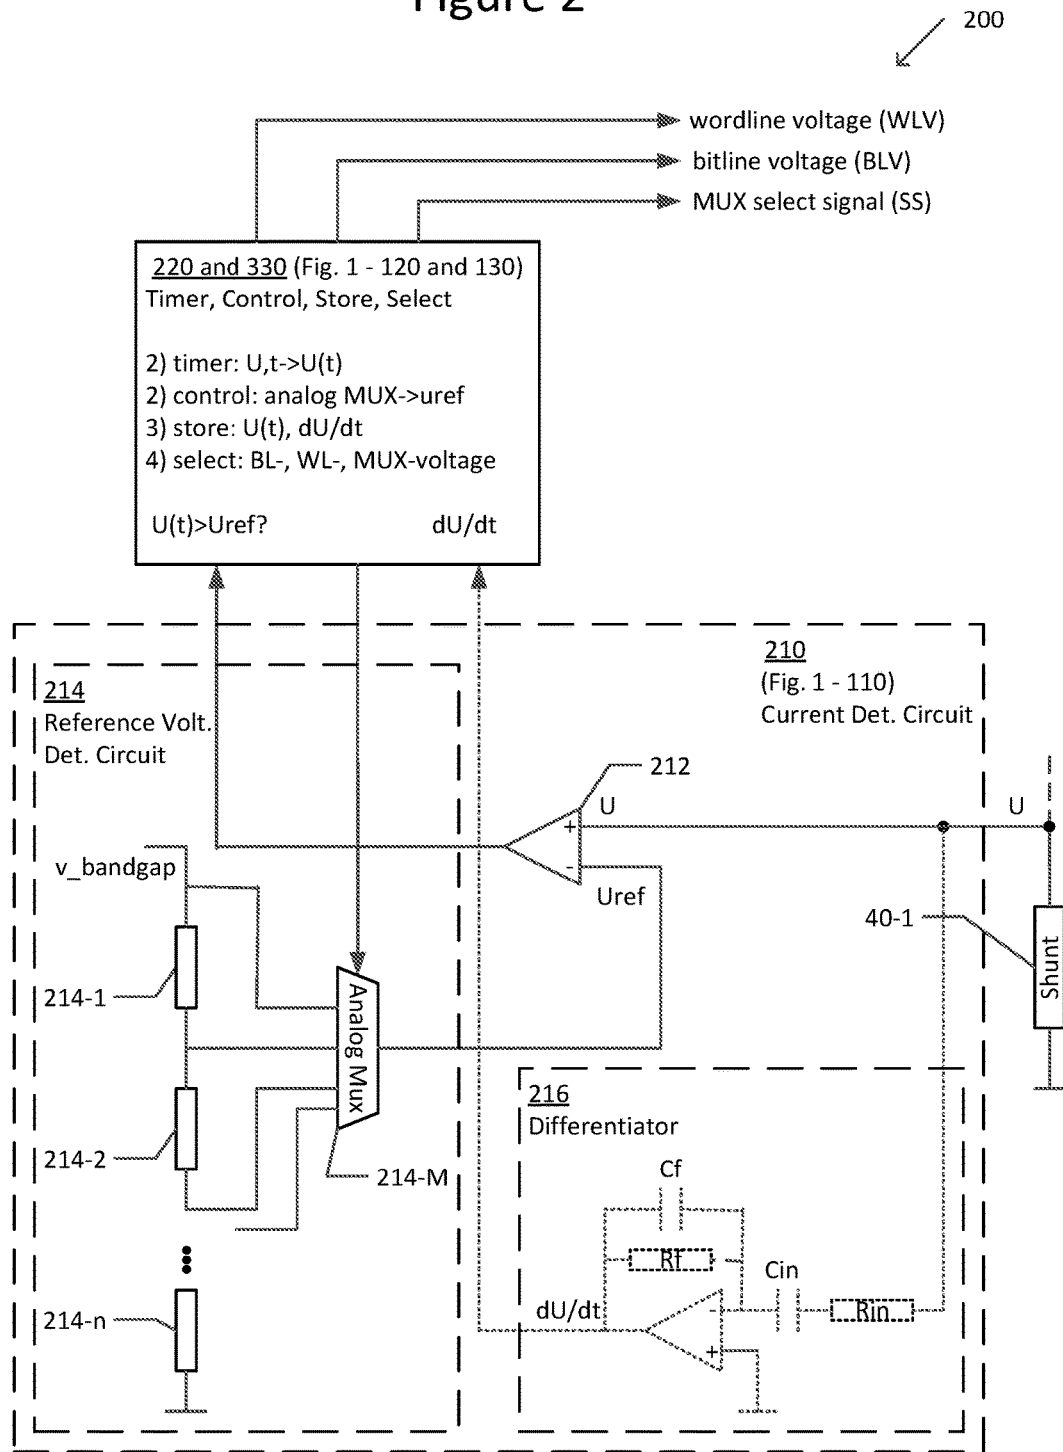 Figure 2
200
wordline voltage (WLV)
bitline voltage (BLV)
MUX select signal (SS)
220 and 330 (Fig. 1 - 120 and 130)
Timer, Control, Store, Select
2) timer: U,t->U(t)
2) control: analog MUX->uref
3) store: U(t), dU/dt
4) select: BL-, WL-, MUX-voltage
U(t)>Uref? dU/dt
210
(Fig. 1 - 110)
Current Det. Circuit
214
Reference Volt.
Det. Circuit
212
U
U
+
-
Uref
v_bandgap
40-1
Shunt
214-1
Analog Mux
214-2
214-M
216
Differentiator
Cf
Rf
Cin
Rin
dU/dt
-
+
214-n